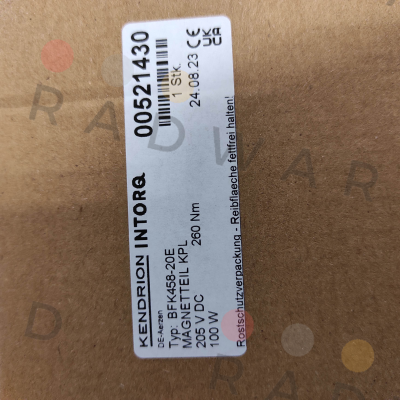 KENDRION INTORQ
00521430
DE-Aerzen
1 Stk.
Typ: BFK458-20E
24.08.23 CE UK CA
MAGNETTEIL KPL
205 V DC 260 Nm
100 W
Rostschutzverpackung - Reibflaeche fettfrei halten!
RADWAR